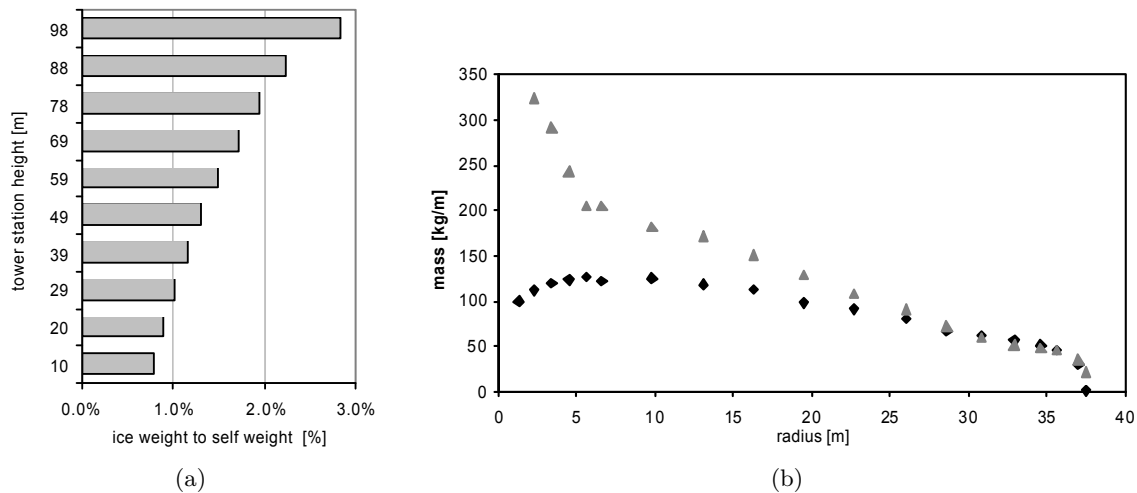 98
88
78
69
59
49
39
29
20
10
tower station height [m]
0.0% 1.0% 2.0% 3.0%
ice weight to self weight [%]
(a)
350
300
250
200
150
100
50
0
mass [kg/m]
0 5 10 15 20 25 30 35 40
radius [m]
(b)